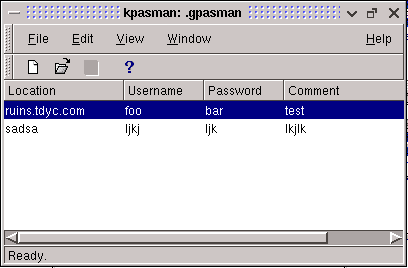 kpasman: .gpasman
File Edit View Window Help
?
Location Username Password Comment
ruins.tdyc.com foo bar test
sadsa ljkj ljk lkjlk
Ready.